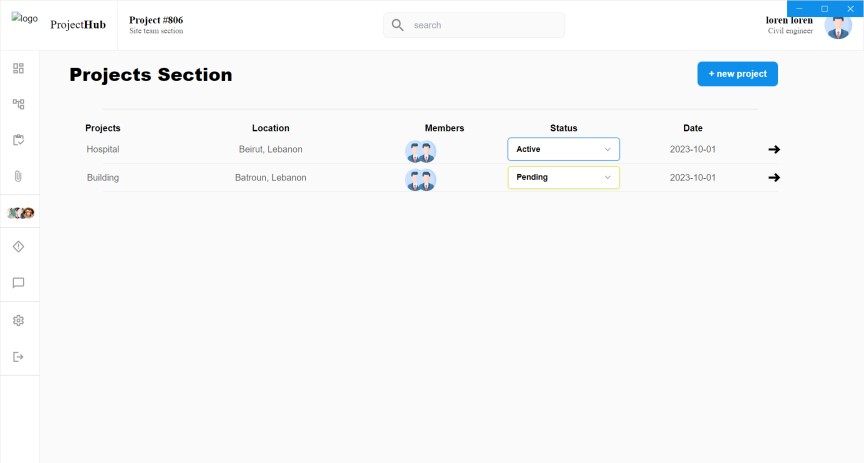 logo
ProjectHub
Project #806
Site team section
search
loren loren
Civil engineer
Projects Section
+ new project
Projects Location Members Status Date
Hospital Beirut, Lebanon Active 2023-10-01
Building Batroun, Lebanon Pending 2023-10-01